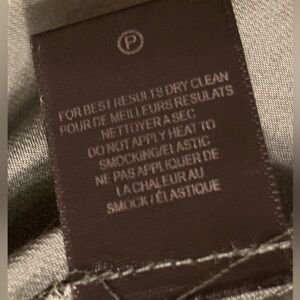 P
FOR BEST RESULTS DRY CLEAN
POUR DE MEILLEURS RESULATS
NETTOYER A SEC
DO NOT APPLY HEAT TO
SMOCKING/ELASTIC
NE PAS APPLIQUER DE
LA CHALEUR AU
SMOCK/ÉLASTIQUE